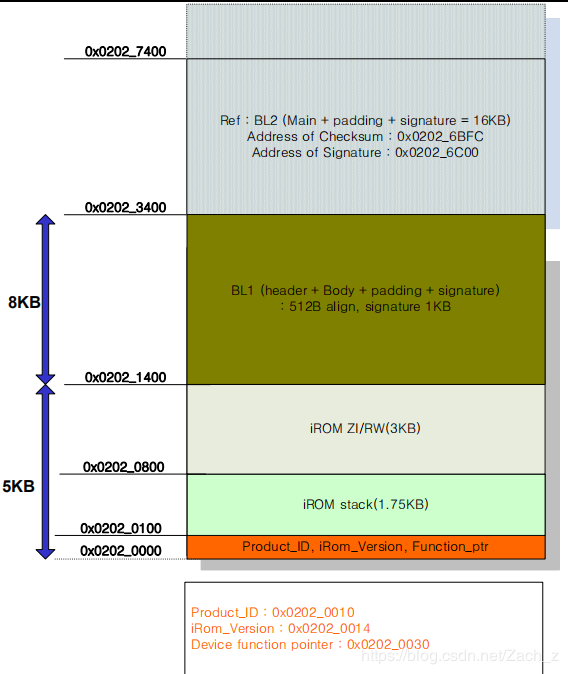 0x0202_7400
Ref : BL2 (Main + padding + signature = 16KB)
Address of Checksum : 0x0202_6BFC
Address of Signature : 0x0202_6C00
0x0202_3400
8KB
BL1 (header + Body + padding + signature)
: 512B align, signature 1KB
0x0202_1400
iROM ZI/RW(3KB)
0x0202_0800
5KB
iROM stack(1.75KB)
0x0202_0100
Product_ID, iRom_Version, Function_ptr
0x0202_0000
Product_ID : 0x0202_0010
iRom_Version : 0x0202_0014
Device function pointer : 0x0202_0030
https://blog.csdn.net/Zach_z